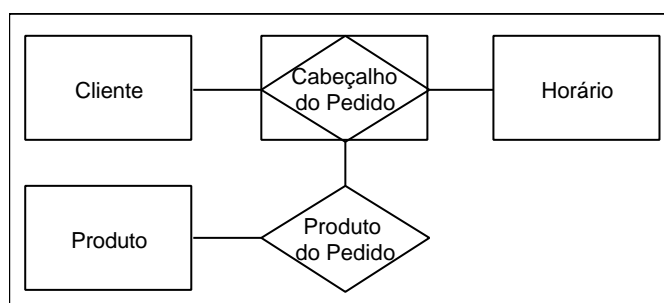 Cliente
Cabeçalho
do Pedido
Horário
Produto
Produto
do Pedido